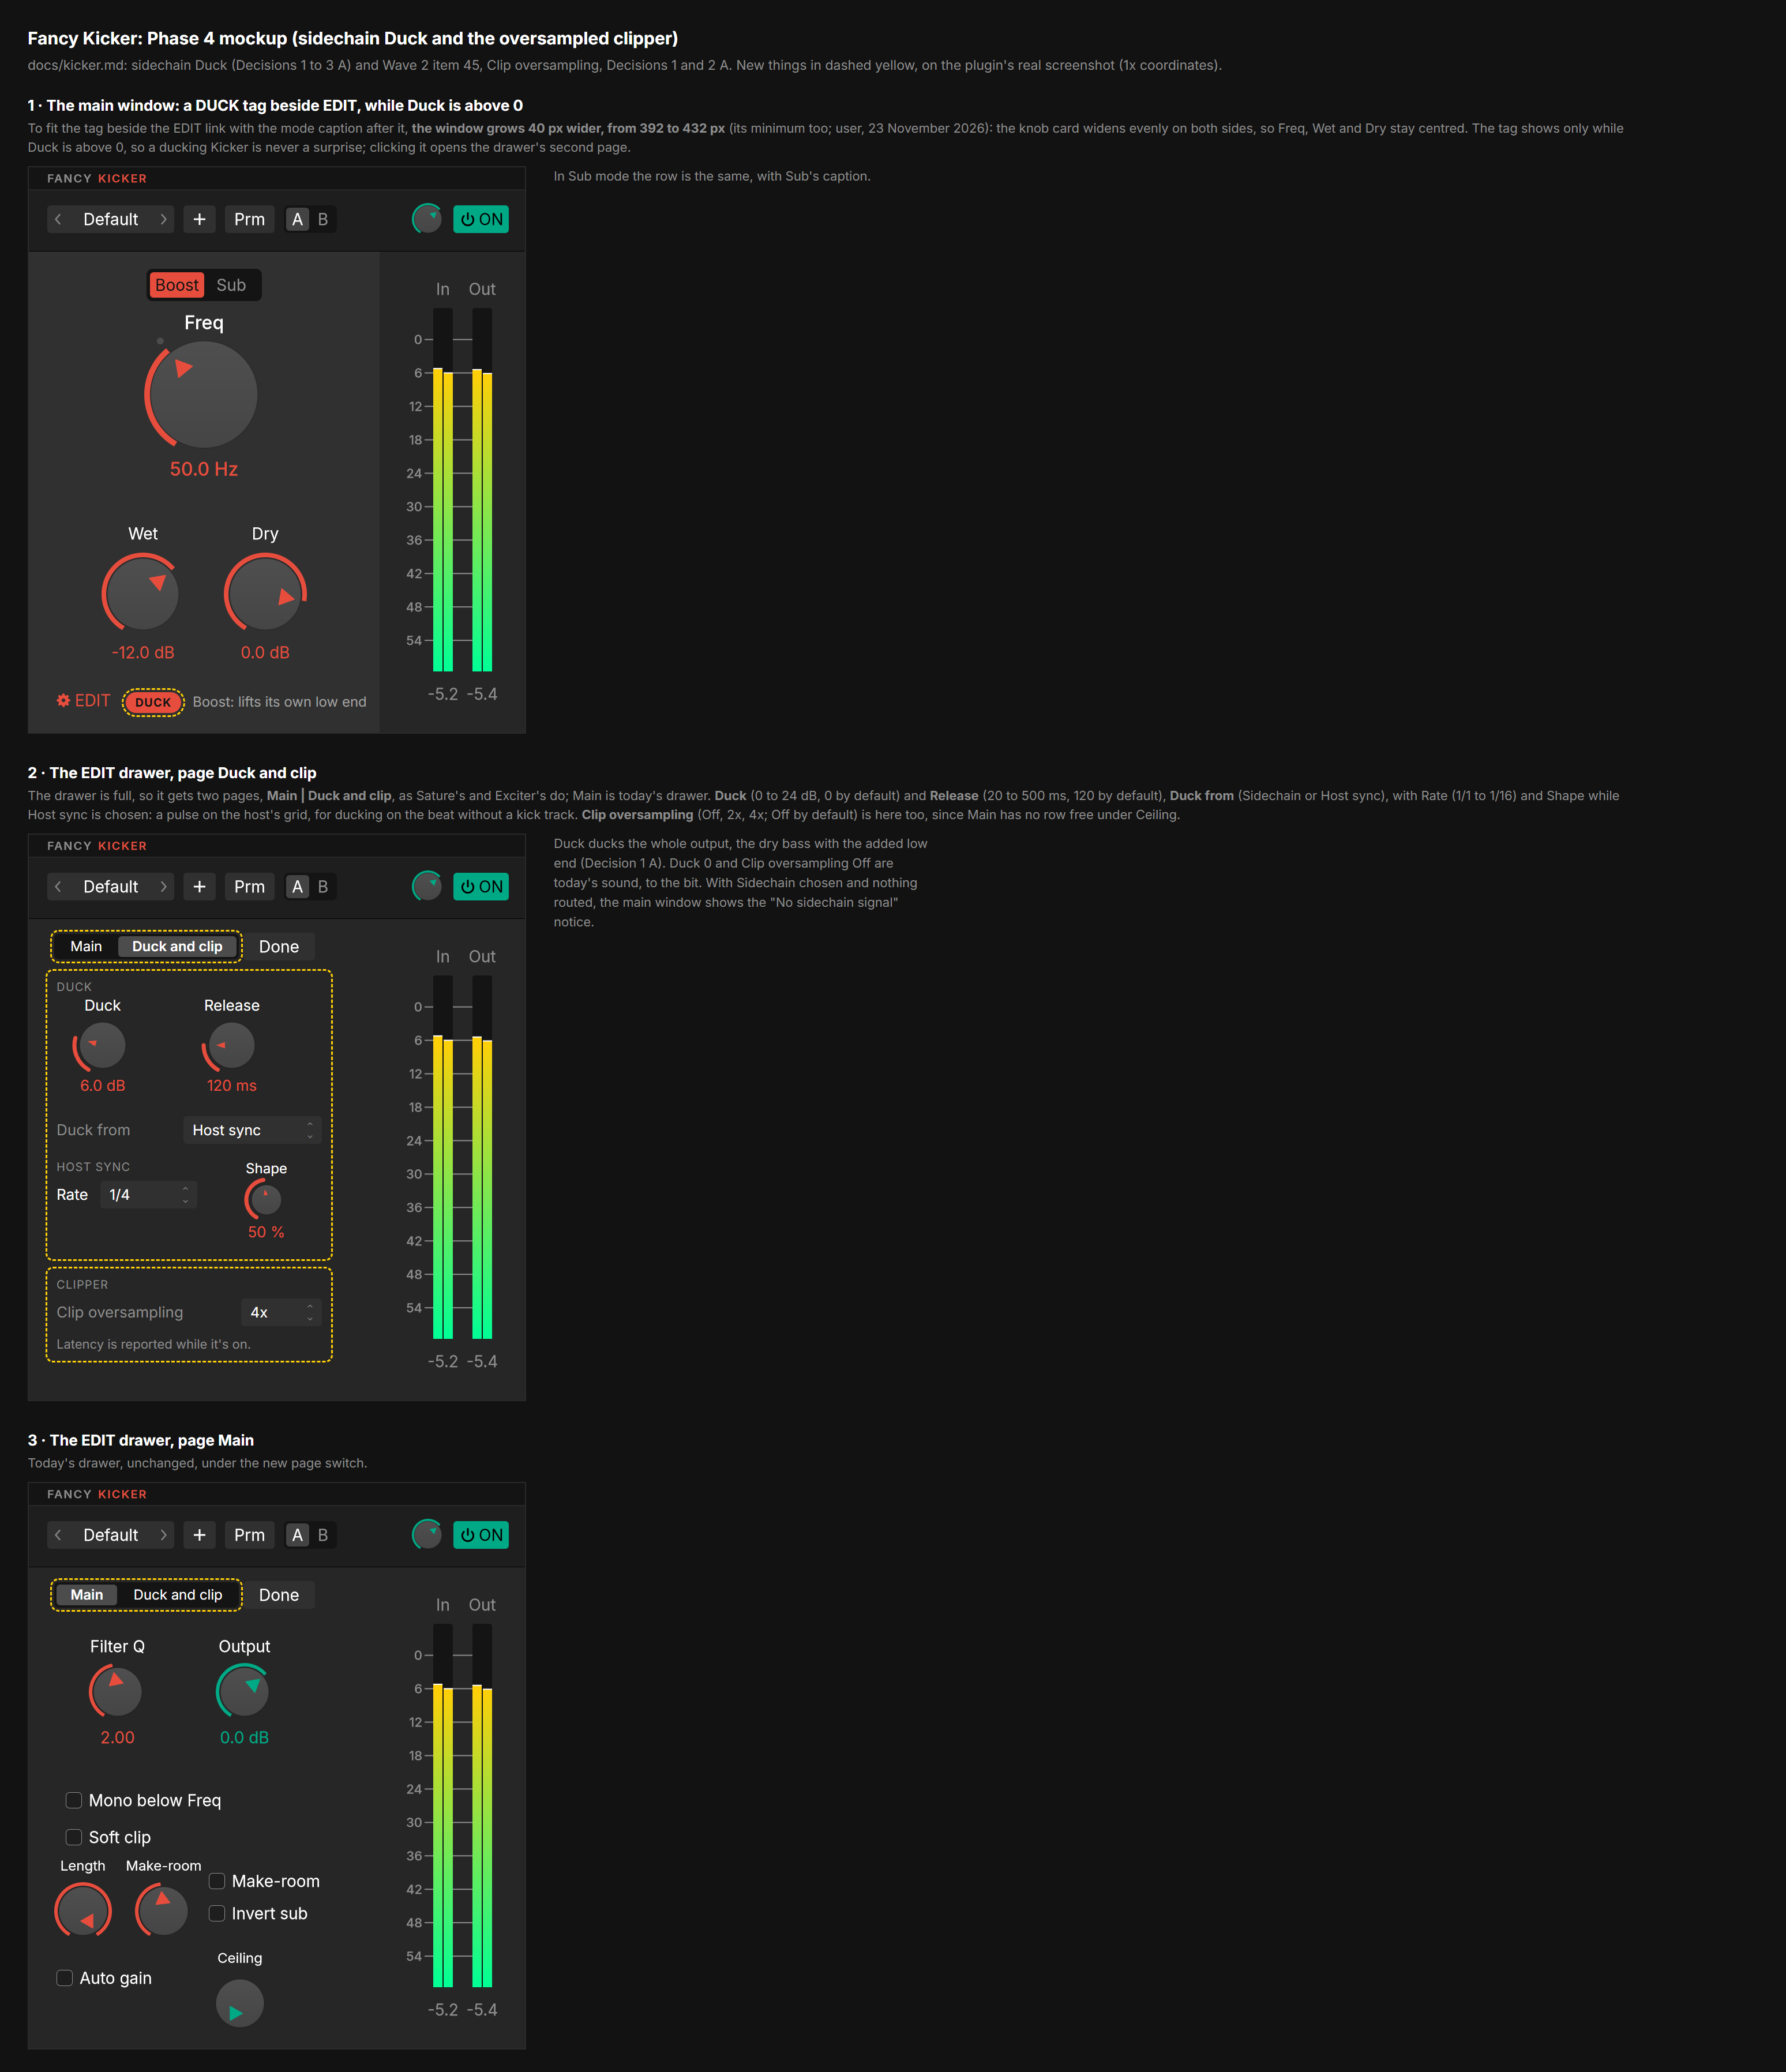 Fancy Kicker: Phase 4 mockup (sidechain Duck and the oversampled clipper)
docs/kicker.md: sidechain Duck (Decisions 1 to 3 A) and Wave 2 item 45, Clip oversampling, Decisions 1 and 2 A. New things in dashed yellow, on the plugin's real screenshot (1x coordinates).
1 · The main window: a DUCK tag beside EDIT, while Duck is above 0
To fit the tag beside the EDIT link with the mode caption after it, the window grows 40 px wider, from 392 to 432 px (its minimum too; user, 23 November 2026): the knob card widens evenly on both sides, so Freq, Wet and Dry stay centred. The tag shows only while
Duck is above 0, so a ducking Kicker is never a surprise; clicking it opens the drawer's second page.
FANCY KICKER
In Sub mode the row is the same, with Sub's caption.
Default + Prm A B ON
Boost Sub
In Out
Freq
0
6
12
18
24
30
36
42
48
54
50.0 Hz
Wet Dry
-12.0 dB 0.0 dB
EDIT DUCK Boost: lifts its own low end
-5.2 -5.4
2 · The EDIT drawer, page Duck and clip
The drawer is full, so it gets two pages, Main | Duck and clip, as Sature's and Exciter's do; Main is today's drawer. Duck (0 to 24 dB, 0 by default) and Release (20 to 500 ms, 120 by default), Duck from (Sidechain or Host sync), with Rate (1/1 to 1/16) and Shape while
Host sync is chosen: a pulse on the host's grid, for ducking on the beat without a kick track. Clip oversampling (Off, 2x, 4x; Off by default) is here too, since Main has no row free under Ceiling.
FANCY KICKER
Duck ducks the whole output, the dry bass with the added low
end (Decision 1 A). Duck 0 and Clip oversampling Off are
today's sound, to the bit. With Sidechain chosen and nothing
routed, the main window shows the "No sidechain signal"
notice.
Default + Prm A B ON
Main Duck and clip Done
In Out
DUCK
Duck Release
6.0 dB 120 ms
Duck from Host sync
HOST SYNC Shape
Rate 1/4
50 %
CLIPPER
Clip oversampling 4x
Latency is reported while it's on.
0
6
12
18
24
30
36
42
48
54
-5.2 -5.4
3 · The EDIT drawer, page Main
Today's drawer, unchanged, under the new page switch.
FANCY KICKER
Default + Prm A B ON
Main Duck and clip Done
In Out
Filter Q Output
2.00 0.0 dB
Mono below Freq
Soft clip
Length Make-room
Make-room
Invert sub
Ceiling
Auto gain
0
6
12
18
24
30
36
42
48
54
-5.2 -5.4